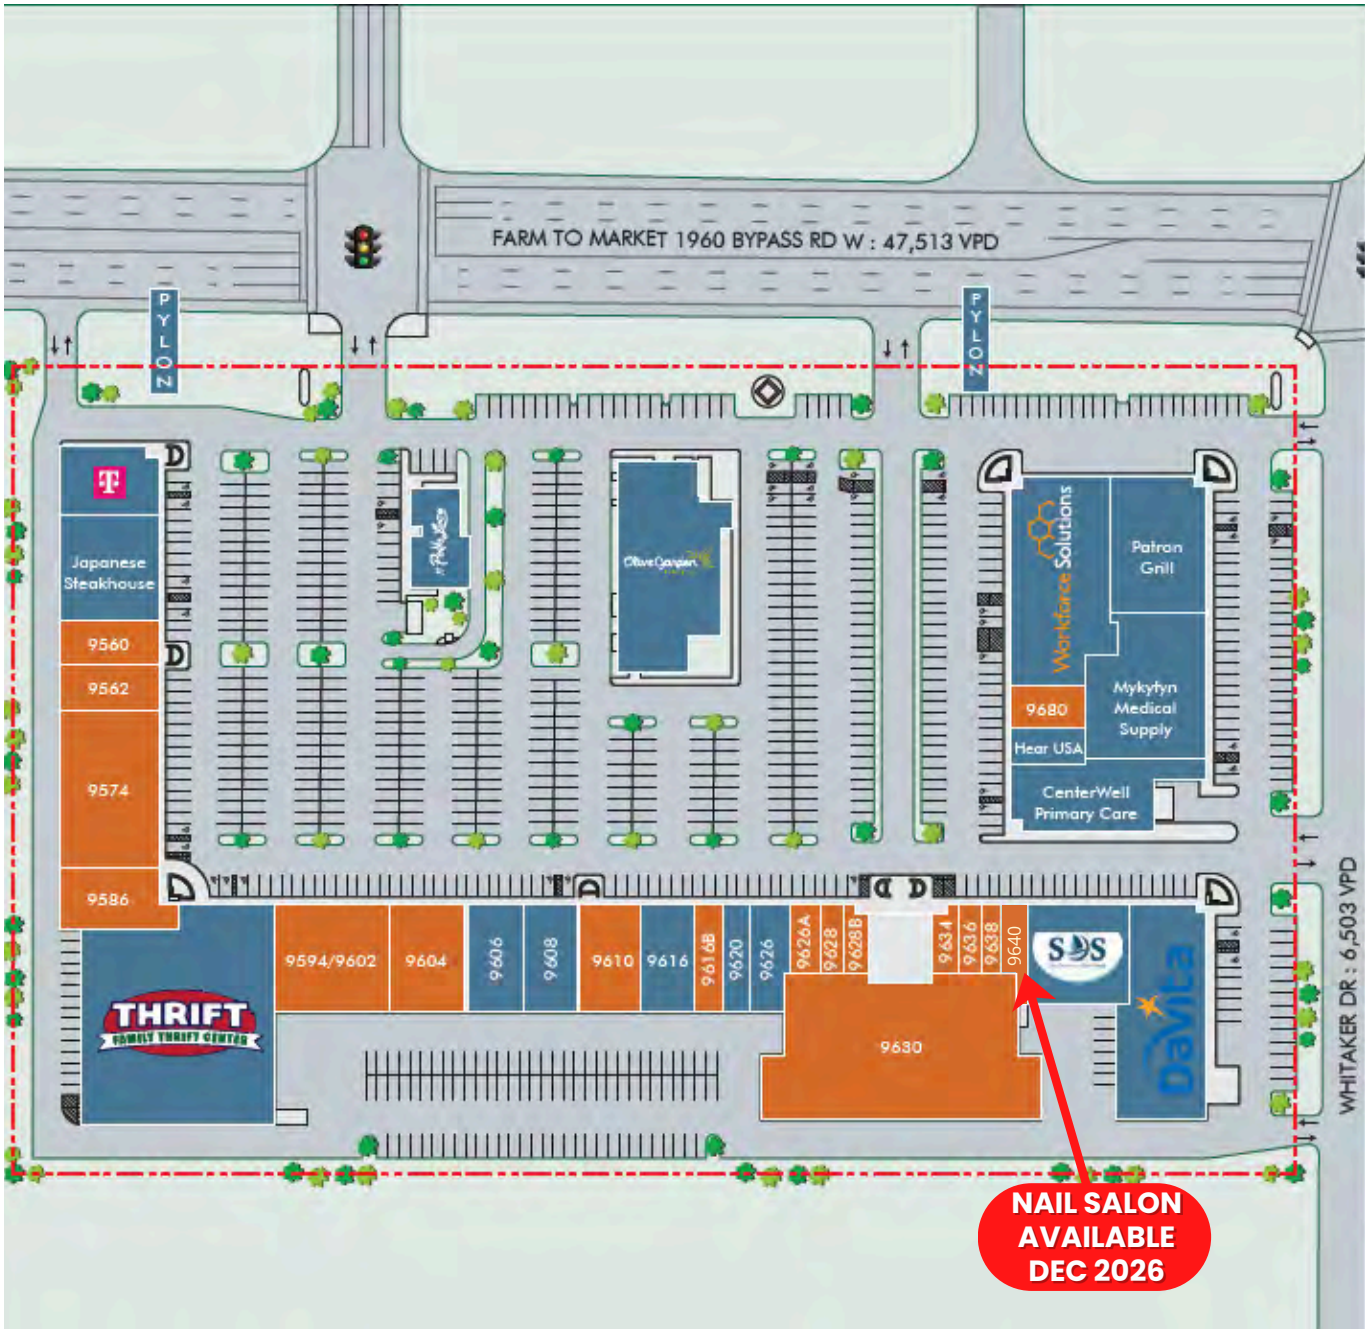 FARM TO MARKET 1960 BYPASS RD W : 47,513 VPD
PYLON
PYLON
T
Japanese
Steakhouse
9560
9562
9574
9586
Olive Garden
Workforce Solutions
Patron
Grill
Mykyfyn
Medical
Supply
9680
Hear USA
CenterWell
Primary Care
THRIFT
FAMILY THRIFT CENTER
9594/9602
9604
9606
9608
9610
9616
9616B
9620
9626
9626A
9628
9628B
9634
9636
9638
9640
SDS
DaVita
9630
WHITAKER DR : 6,503 VPD
NAIL SALON
AVAILABLE
DEC 2026